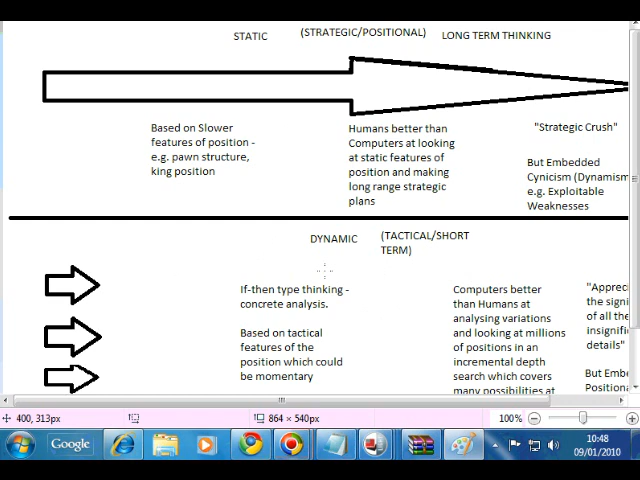 STATIC
(STRATEGIC/POSITIONAL)
LONG TERM THINKING
Based on Slower
features of position -
e.g. pawn structure,
king position
Humans better than
Computers at looking
at static features of
position and making
long range strategic
plans
"Strategic Crush"
But Embedded
Cynicism (Dynamism
e.g. Exploitable
Weaknesses
DYNAMIC
(TACTICAL/SHORT
TERM)
If-then type thinking -
concrete analysis.
Based on tactical
features of the
position which could
be momentary
Computers better
than Humans at
analysing variations
and looking at millions
of positions in an
incremental depth
search which covers
many possibilities at
"Apprec
the signi
of all the
insignifi
details"
But Embe
Positiona
400, 313px
864 × 540px
100%
Google
10:48
09/01/2010